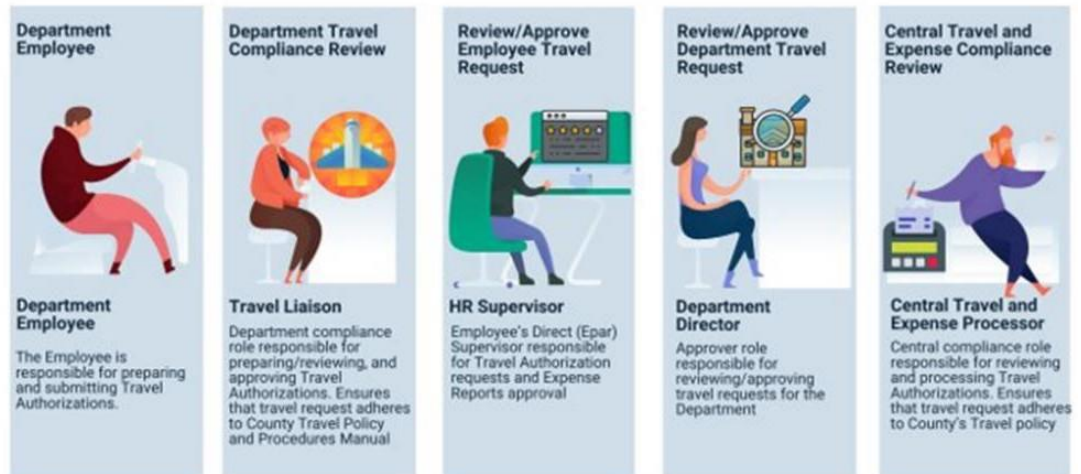 Department
Employee
Department
Employee
The Employee is
responsible for preparing
and submitting Travel
Authorizations.
Department Travel
Compliance Review
Travel Liaison
Department compliance
role responsible for
preparing/reviewing, and
approving Travel
Authorizations. Ensures
that travel request adheres
to County Travel Policy
and Procedures Manual
Review/Approve
Employee Travel
Request
HR Supervisor
Employee's Direct (Epar)
Supervisor responsible
for Travel Authorization
requests and Expense
Reports approval
Review/Approve
Department Travel
Request
Department
Director
Approver role
responsible for
reviewing/approving
travel requests for the
Department
Central Travel and
Expense Compliance
Review
Central Travel and
Expense Processor
Central compliance role
responsible for reviewing
and processing Travel
Authorizations. Ensures
that travel request adheres
to County's Travel policy